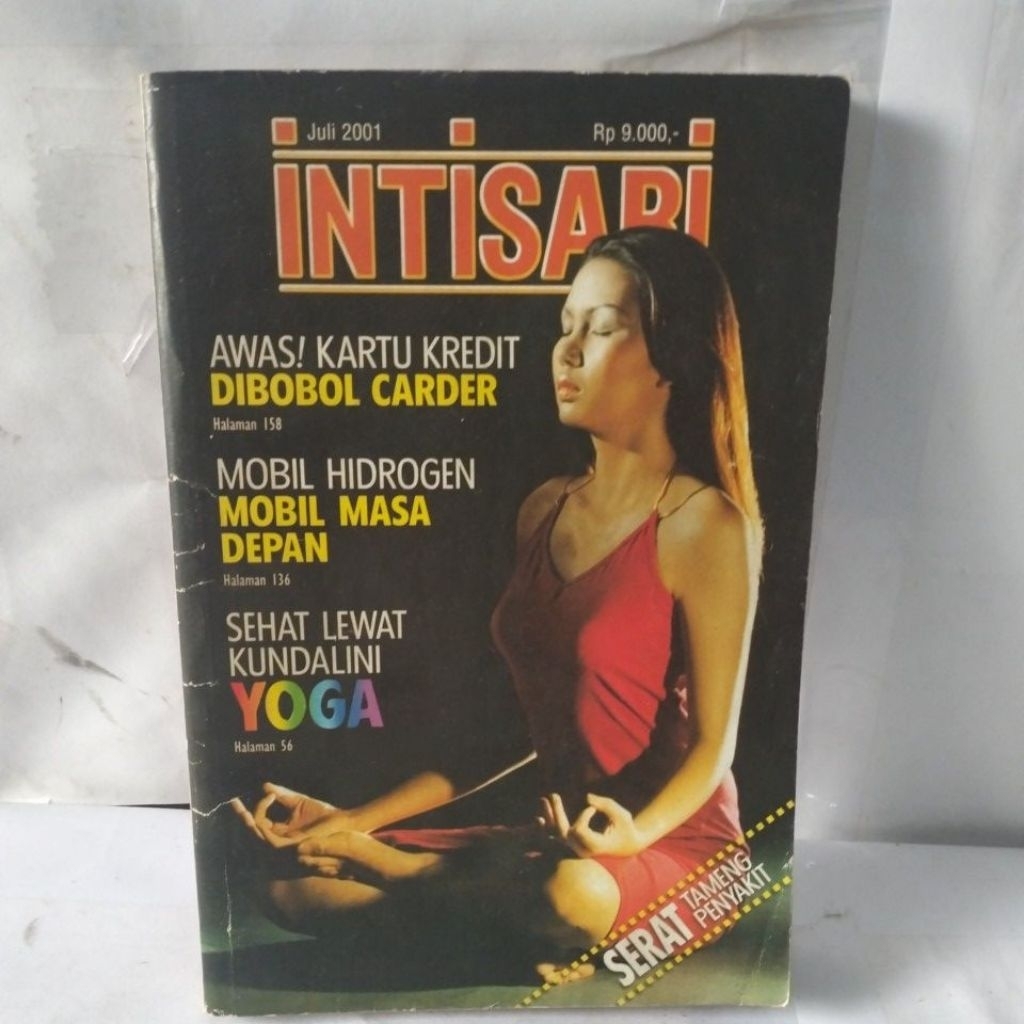 Juli 2001
Rp 9.000,-
INTISARI
AWAS! KARTU KREDIT
DIBOBOL CARDER
Halaman 158
MOBIL HIDROGEN
MOBIL MASA
DEPAN
Halaman 136
SEHAT LEWAT
KUNDALINI
YOGA
Halaman 56
SERAT TAMENG
PENYAKIT